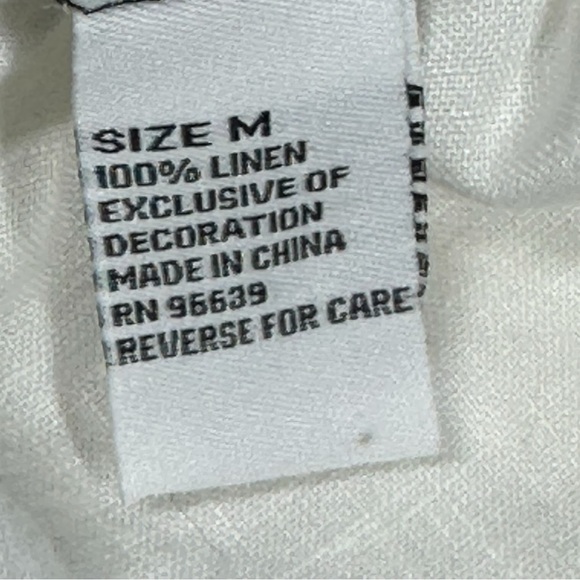 SIZE M
100% LINEN
EXCLUSIVE OF
DECORATION
MADE IN CHINA
RN 96639
REVERSE FOR CARE